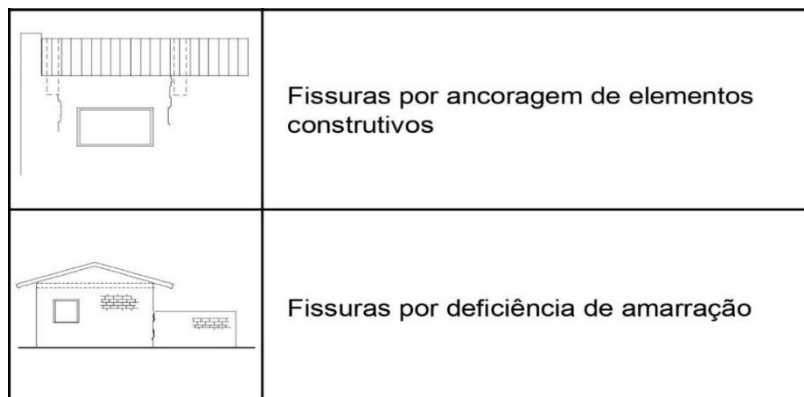 Fissuras por ancoragem de elementos
construtivos
Fissuras por deficiência de amarração